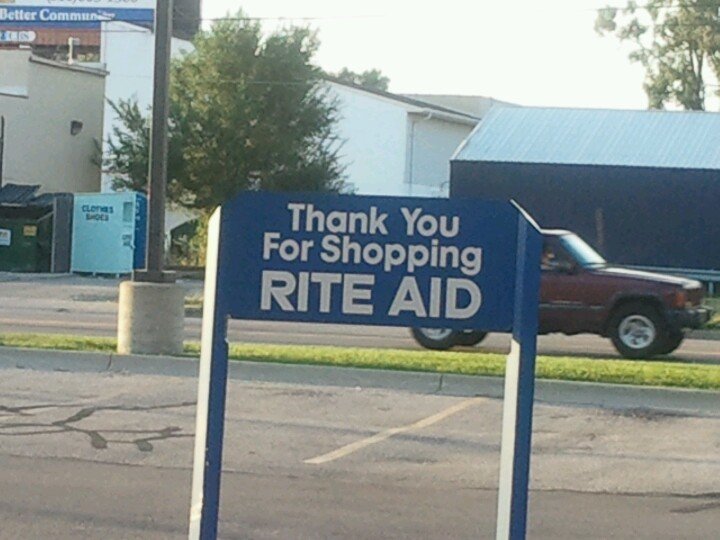 Better Commun
CLOTHES
SHOES
Thank You
For Shopping
RITE AID